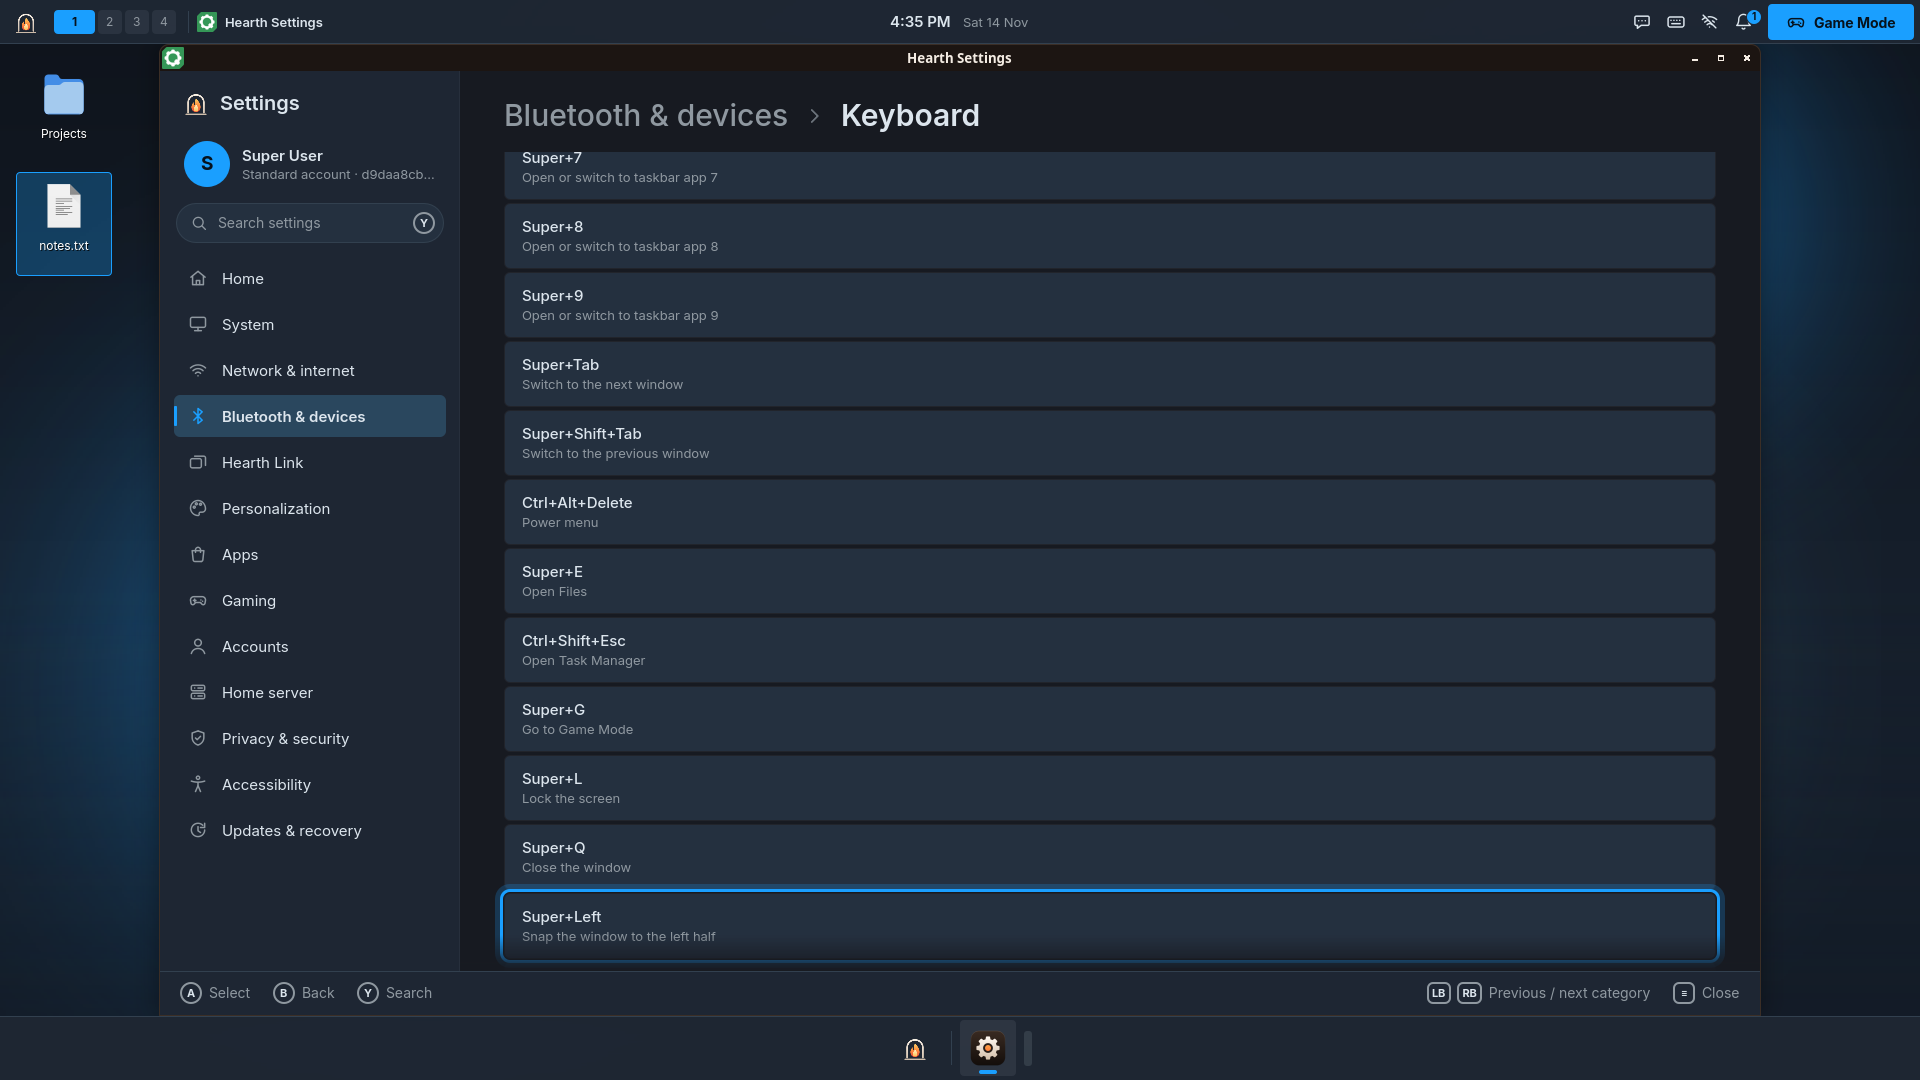 1
2
3
4
Hearth Settings
4:35 PM
Sat 14 Nov
1
Game Mode
Hearth Settings
Projects
notes.txt
Settings
S
Super User
Standard account · d9daa8cb...
Search settings
Y
Home
System
Network & internet
Bluetooth & devices
Hearth Link
Personalization
Apps
Gaming
Accounts
Home server
Privacy & security
Accessibility
Updates & recovery
Bluetooth & devices > Keyboard
Super+7
Open or switch to taskbar app 7
Super+8
Open or switch to taskbar app 8
Super+9
Open or switch to taskbar app 9
Super+Tab
Switch to the next window
Super+Shift+Tab
Switch to the previous window
Ctrl+Alt+Delete
Power menu
Super+E
Open Files
Ctrl+Shift+Esc
Open Task Manager
Super+G
Go to Game Mode
Super+L
Lock the screen
Super+Q
Close the window
Super+Left
Snap the window to the left half
A Select
B Back
Y Search
LB RB Previous / next category
≡ Close